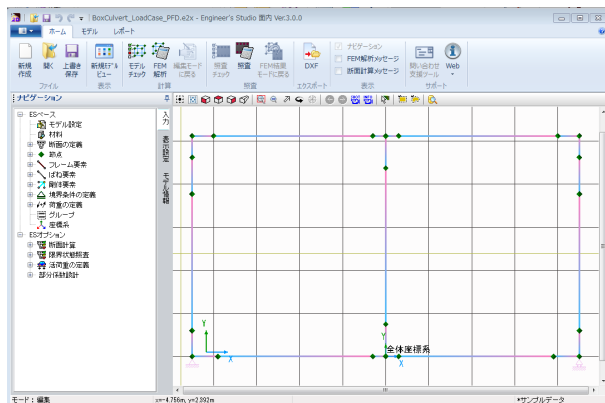 BoxCulvert_LoadCase_PFD.e2x - Engineer's Studio 面内 Ver.3.0.0
ホーム モデル レポート
新規作成
開く
上書き保存
ファイル
新規モデルビュー
表示
モデルチェック
FEM解析
編集モードに戻る
計算
照査チェック
照査
FEM結果モードに戻る
照査
DXF
エクスポート
ナビゲーション
FEM解析メッセージ
断面計算メッセージ
表示
問い合わせ支援ツール
Web
サポート
ナビゲーション
ESベース
モデル設定
材料
断面の定義
節点
フレーム要素
ばね要素
剛体要素
境界条件の定義
荷重の定義
グループ
座標系
ESオプション
断面計算
限界状態照査
活荷重の定義
部分係数設計
入力
表示設定
モデル情報
Y
X
Y
全体座標系
X
モード：編集
x=-4.756m, y=2.392m
*サンプルデータ